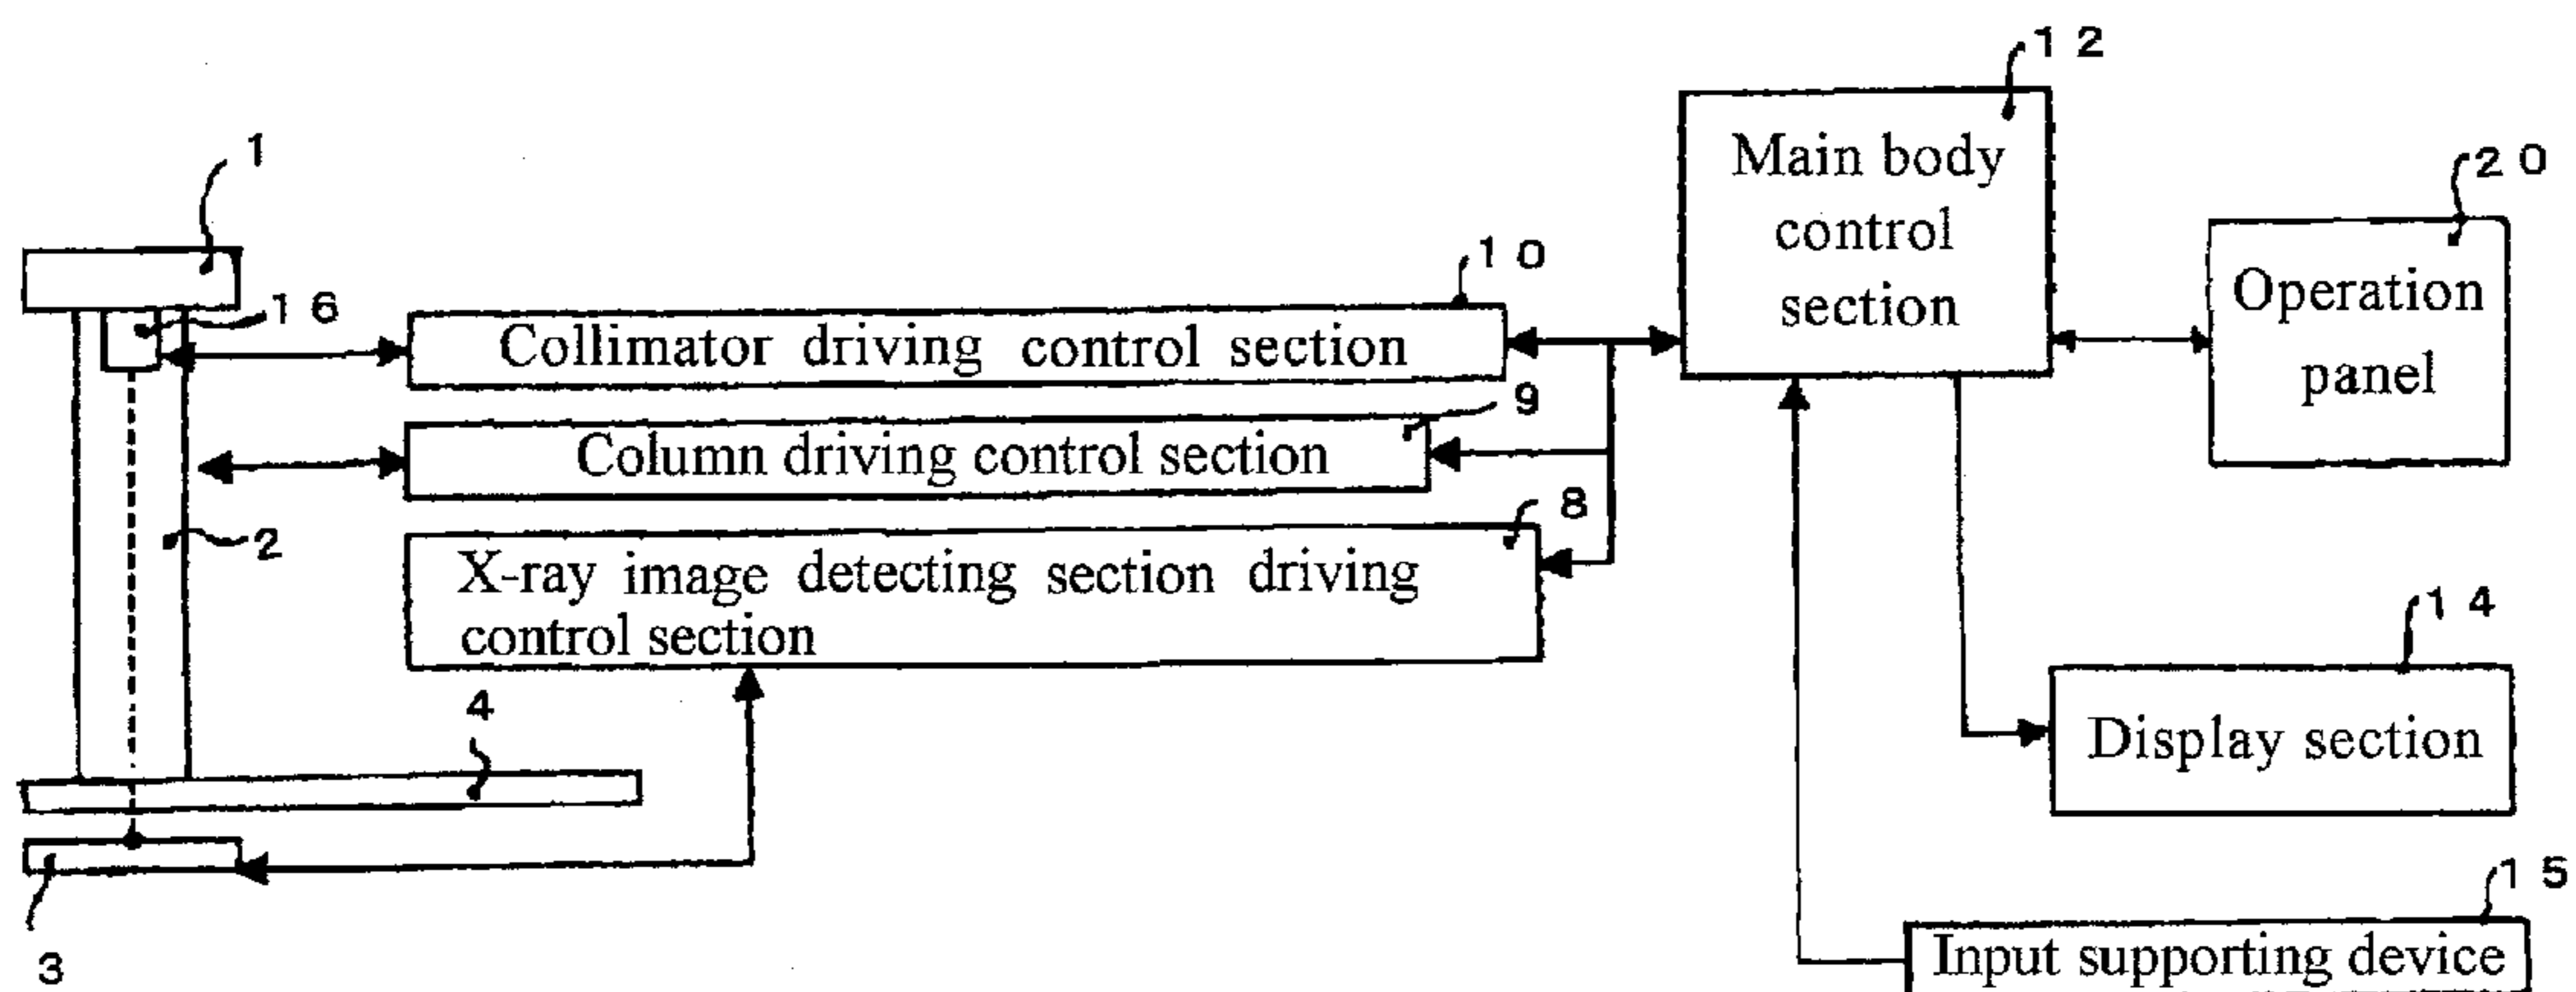 12
Main body
control
section
20
Operation
panel
1
10
16
Collimator driving control section
9
Column driving control section
2
8
X-ray image detecting section driving
control section
14
Display section
4
15
Input supporting device
3